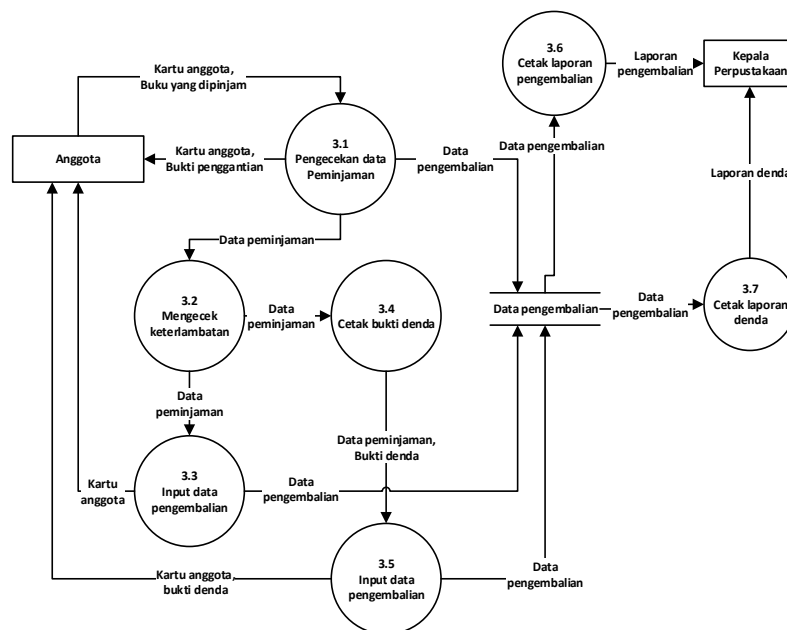 3.6
Cetak laporan
pengembalian
Laporan
pengembalian
Kepala
Perpustakaan
Kartu anggota,
Buku yang dipinjam
Anggota
Kartu anggota,
Bukti penggantian
3.1
Pengecekan data
Peminjaman
Data
pengembalian
Data pengembalian
Laporan denda
Data peminjaman
3.2
Mengecek
keterlambatan
Data
peminjaman
3.4
Cetak bukti denda
Data pengembalian
Data
pengembalian
3.7
Cetak laporan
denda
Data
peminjaman
Data peminjaman,
Bukti denda
Kartu
anggota
3.3
Input data
pengembalian
Data
pengembalian
Kartu anggota,
bukti denda
3.5
Input data
pengembalian
Data
pengembalian